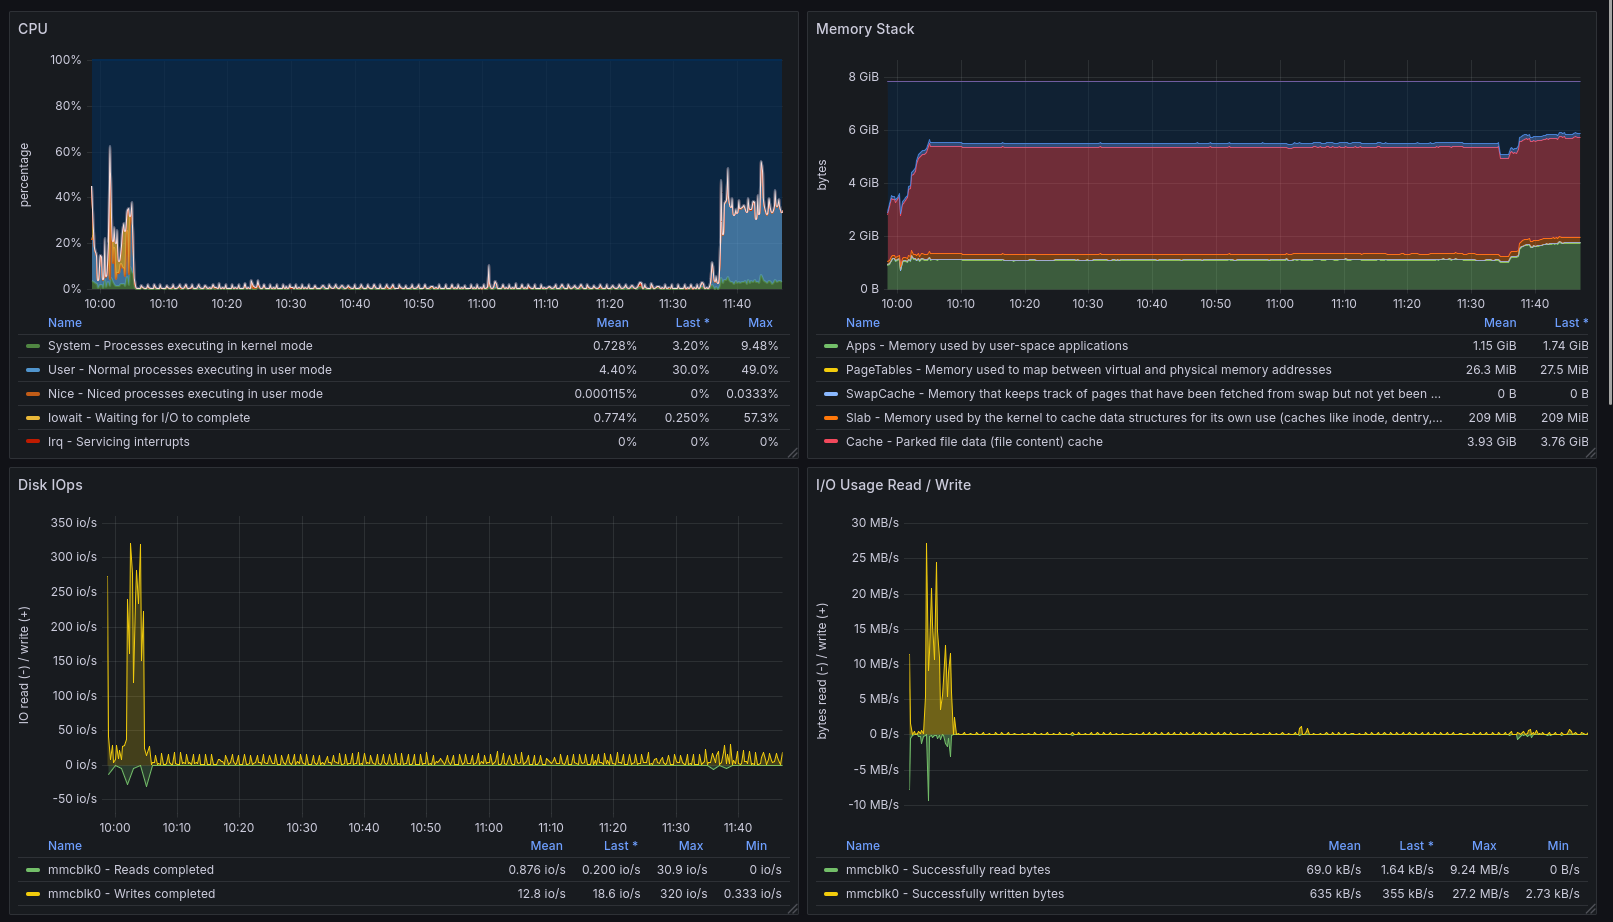 CPU
percentage
100%
80%
60%
40%
20%
0%
10:00 10:10 10:20 10:30 10:40 10:50 11:00 11:10 11:20 11:30 11:40
Name Mean Last * Max
System - Processes executing in kernel mode 0.728% 3.20% 9.48%
User - Normal processes executing in user mode 4.40% 30.0% 49.0%
Nice - Niced processes executing in user mode 0.000115% 0% 0.0333%
Iowait - Waiting for I/O to complete 0.774% 0.250% 57.3%
Irq - Servicing interrupts 0% 0% 0%
Memory Stack
bytes
8 GiB
6 GiB
4 GiB
2 GiB
0 B
10:00 10:10 10:20 10:30 10:40 10:50 11:00 11:10 11:20 11:30 11:40
Name Mean Last *
Apps - Memory used by user-space applications 1.15 GiB 1.74 GiB
PageTables - Memory used to map between virtual and physical memory addresses 26.3 MiB 27.5 MiB
SwapCache - Memory that keeps track of pages that have been fetched from swap but not yet been ... 0 B 0 B
Slab - Memory used by the kernel to cache data structures for its own use (caches like inode, dentry,... 209 MiB 209 MiB
Cache - Parked file data (file content) cache 3.93 GiB 3.76 GiB
Disk IOps
IO read (-) / write (+)
350 io/s
300 io/s
250 io/s
200 io/s
150 io/s
100 io/s
50 io/s
0 io/s
-50 io/s
10:00 10:10 10:20 10:30 10:40 10:50 11:00 11:10 11:20 11:30 11:40
Name Mean Last * Max Min
mmcblk0 - Reads completed 0.876 io/s 0.200 io/s 30.9 io/s 0 io/s
mmcblk0 - Writes completed 12.8 io/s 18.6 io/s 320 io/s 0.333 io/s
I/O Usage Read / Write
bytes read (-) / write (+)
30 MB/s
25 MB/s
20 MB/s
15 MB/s
10 MB/s
5 MB/s
0 B/s
-5 MB/s
-10 MB/s
Name Mean Last * Max Min
mmcblk0 - Successfully read bytes 69.0 kB/s 1.64 kB/s 9.24 MB/s 0 B/s
mmcblk0 - Successfully written bytes 635 kB/s 355 kB/s 27.2 MB/s 2.73 kB/s